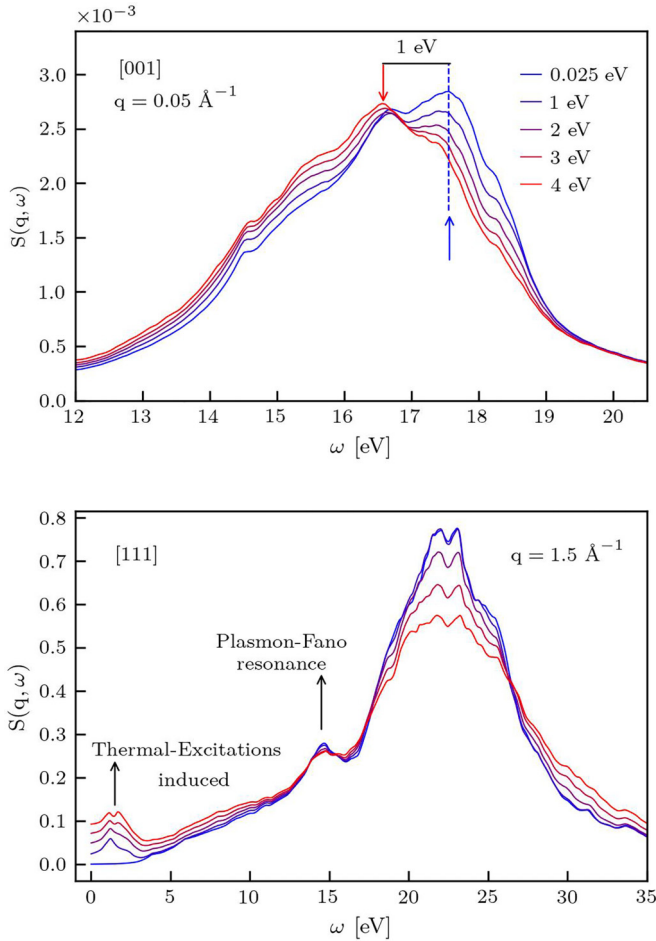 ×10⁻³
1 eV
[001]
q = 0.05 Å⁻¹
0.025 eV
1 eV
2 eV
3 eV
4 eV
3.0
2.5
2.0
1.5
1.0
0.5
0.0
S(q, ω)
12 13 14 15 16 17 18 19 20
ω [eV]
[111]
q = 1.5 Å⁻¹
Plasmon-Fano
resonance
Thermal-Excitations
induced
0.8
0.7
0.6
0.5
0.4
0.3
0.2
0.1
0.0
S(q, ω)
0 5 10 15 20 25 30 35
ω [eV]